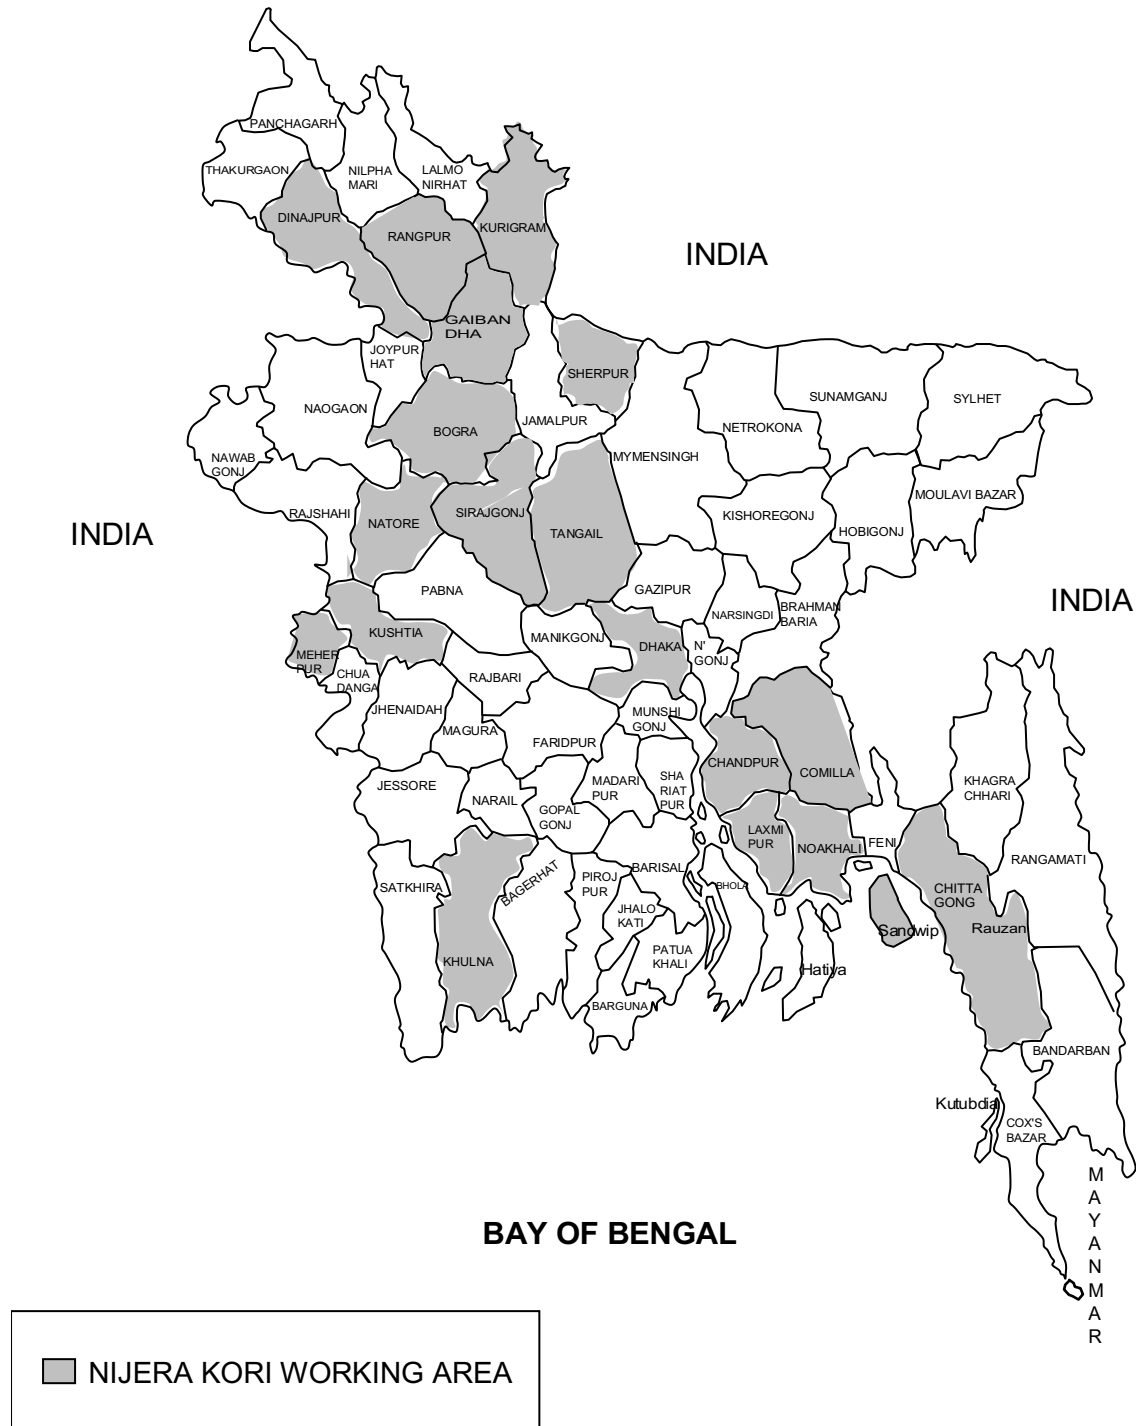 PANCHAGARH
THAKURGAON
NILPHA
MARI
LALMO
NIRHAT
DINAJPUR
RANGPUR
KURIGRAM
INDIA
GAIBAN
DHA
JOYPUR
HAT
SHERPUR
NAOGAON
BOGRA
JAMALPUR
NETROKONA
SUNAMGANJ
SYLHET
NAWAB
GONJ
MYMENSINGH
MOULAVI BAZAR
INDIA
RAJSHAHI
NATORE
SIRAJGONJ
TANGAIL
KISHOREGONJ
HOBIGONJ
PABNA
GAZIPUR
NARSINGDI
BRAHMAN
BARIA
INDIA
MEHER
PUR
KUSHTIA
MANIKGONJ
DHAKA
N'
GONJ
CHUA
DANGA
RAJBARI
JHENAIDAH
MAGURA
FARIDPUR
MUNSHI
GONJ
CHANDPUR
COMILLA
JESSORE
NARAIL
GOPAL
GONJ
MADARI
PUR
SHA
RIAT
PUR
KHAGRA
CHHARI
LAXMI
PUR
NOAKHALI
FENI
RANGAMATI
SATKHIRA
BAGERHAT
PIROJ
PUR
BARISAL
BHOLA
CHITTA
GONG
JHALO
KATI
Sandwip
Rauzan
KHULNA
PATUA
KHALI
Hatiya
BARGUNA
BANDARBAN
Kutubdia
COX'S
BAZAR
M
A
Y
A
N
M
A
R
BAY OF BENGAL
NIJERA KORI WORKING AREA